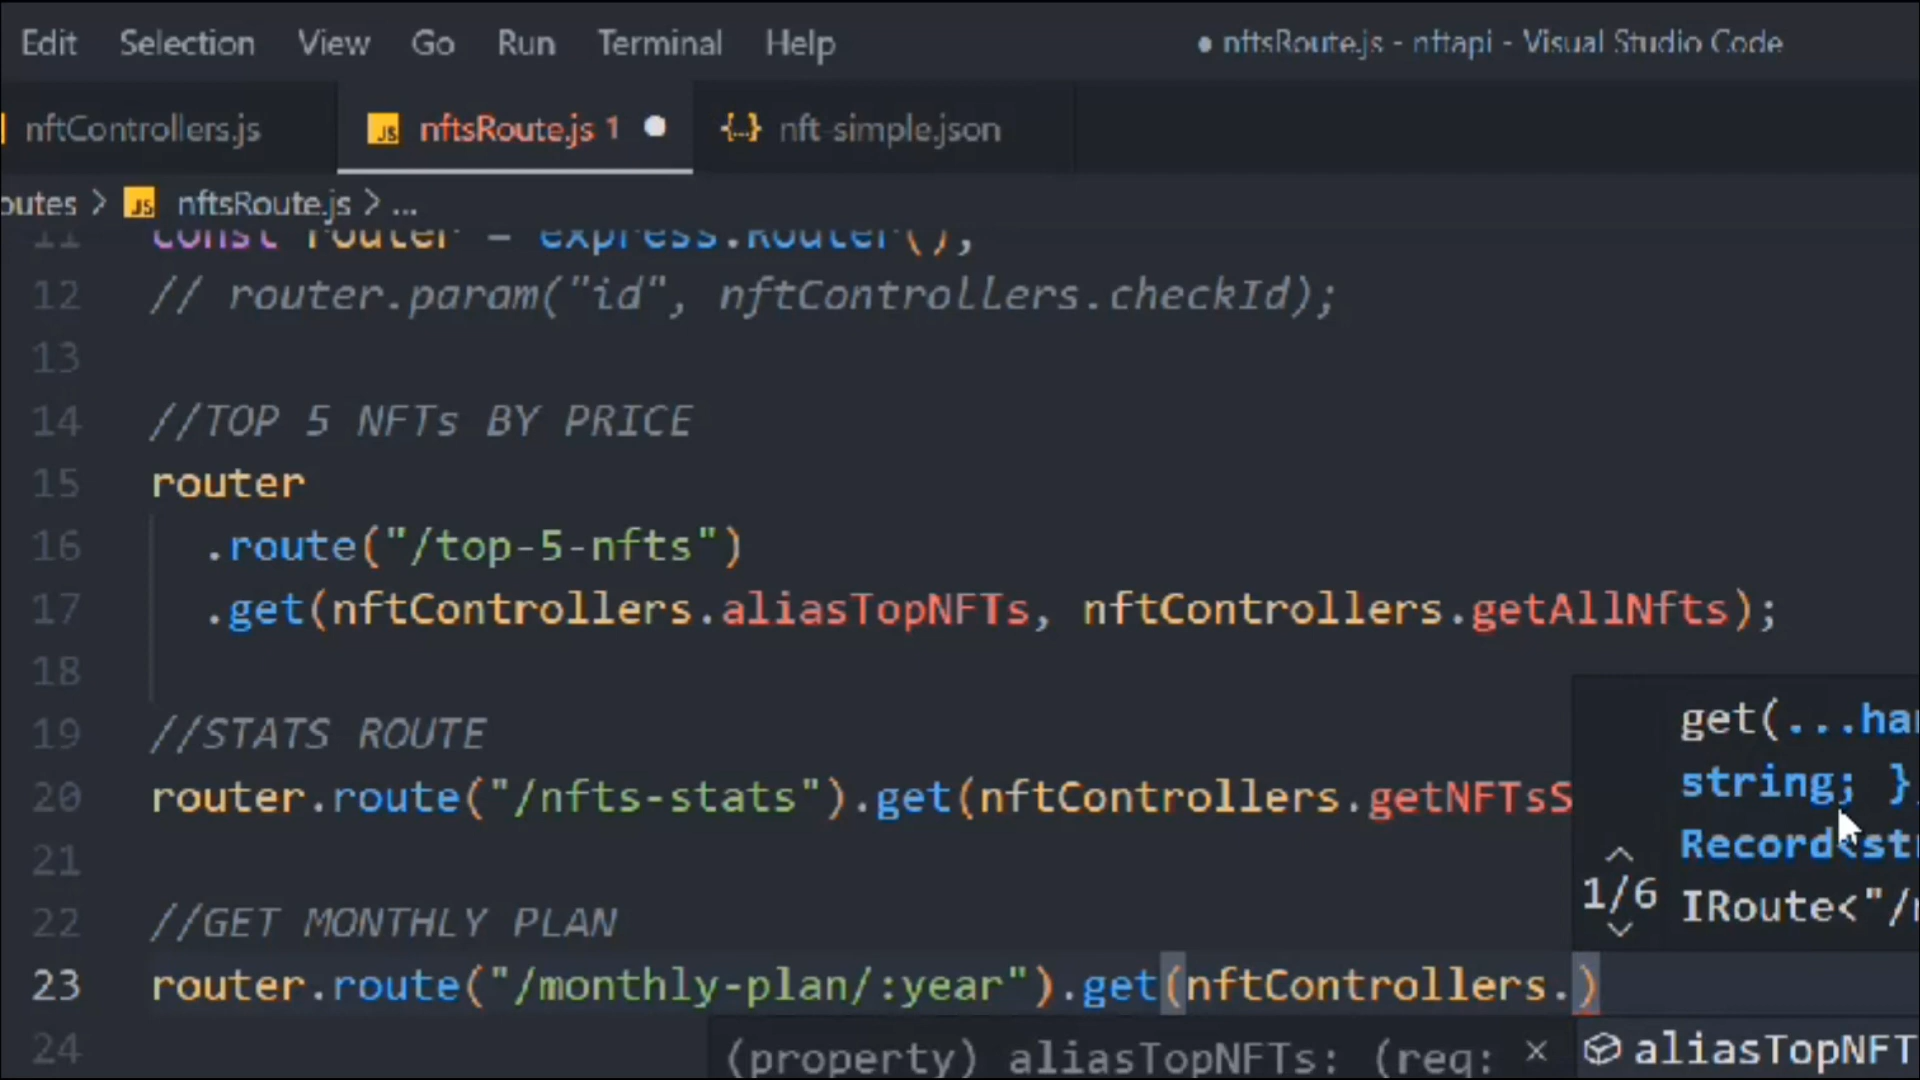 Edit Selection View Go Run Terminal Help ● nftsRoute.js - nftapi - Visual Studio Code
nftControllers.js JS nftsRoute.js 1 ● {..} nft-simple.json
outes > JS nftsRoute.js > ...
11 const router = express.Router();
12 // router.param("id", nftControllers.checkId);
13
14 //TOP 5 NFTs BY PRICE
15 router
16 .route("/top-5-nfts")
17 .get(nftControllers.aliasTopNFTs, nftControllers.getAllNfts);
18
19 //STATS ROUTE
20 router.route("/nfts-stats").get(nftControllers.getNFTsS
21
22 //GET MONTHLY PLAN
23 router.route("/monthly-plan/:year").get(nftControllers.)
24
get(...har
string; }
Record<str
1/6 IRoute<"/
(property) aliasTopNFTs: (req: × aliasTopNFT